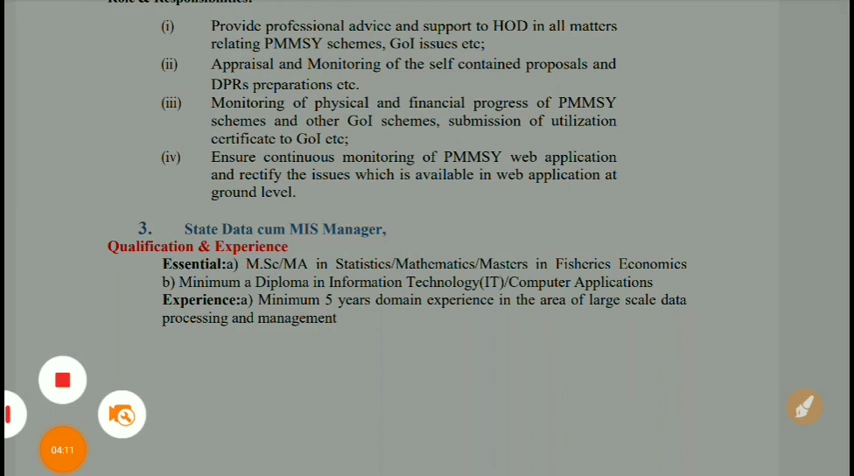 Role & Responsibilities:
(i) Provide professional advice and support to HOD in all matters
relating PMMSY schemes, GoI issues etc;
(ii) Appraisal and Monitoring of the self contained proposals and
DPRs preparations etc.
(iii) Monitoring of physical and financial progress of PMMSY
schemes and other GoI schemes, submission of utilization
certificate to GoI etc;
(iv) Ensure continuous monitoring of PMMSY web application
and rectify the issues which is available in web application at
ground level.
3. State Data cum MIS Manager,
Qualification & Experience
Essential:a) M.Sc/MA in Statistics/Mathematics/Masters in Fisheries Economics
b) Minimum a Diploma in Information Technology(IT)/Computer Applications
Experience:a) Minimum 5 years domain experience in the area of large scale data
processing and management
04:11